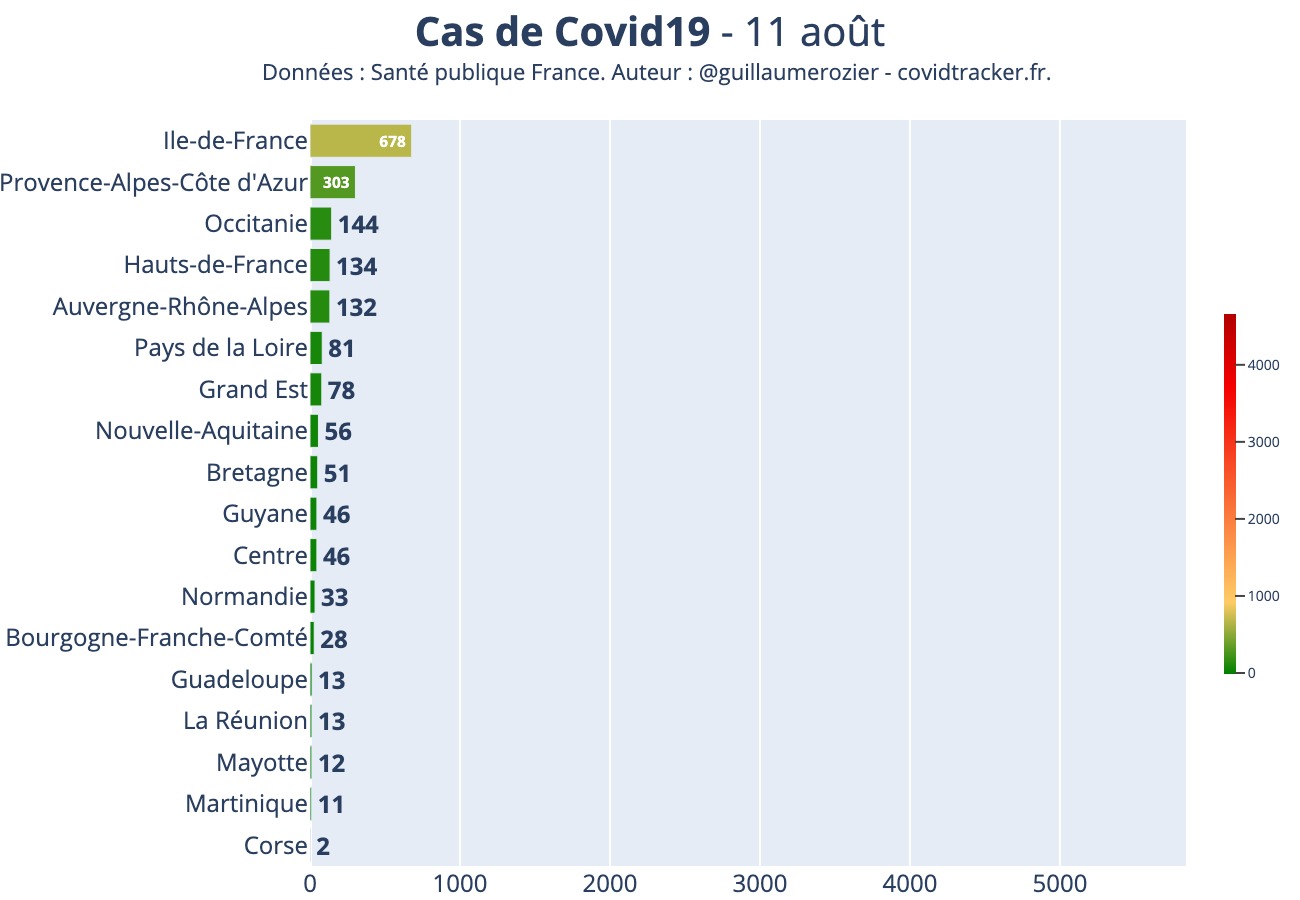 Cas de Covid19 - 11 août
Données : Santé publique France. Auteur : @guillaumerozier - covidtracker.fr.
Ile-de-France 678
Provence-Alpes-Côte d'Azur 303
Occitanie 144
Hauts-de-France 134
Auvergne-Rhône-Alpes 132
Pays de la Loire 81
Grand Est 78
Nouvelle-Aquitaine 56
Bretagne 51
Guyane 46
Centre 46
Normandie 33
Bourgogne-Franche-Comté 28
Guadeloupe 13
La Réunion 13
Mayotte 12
Martinique 11
Corse 2
0 1000 2000 3000 4000 5000
4000
3000
2000
1000
0